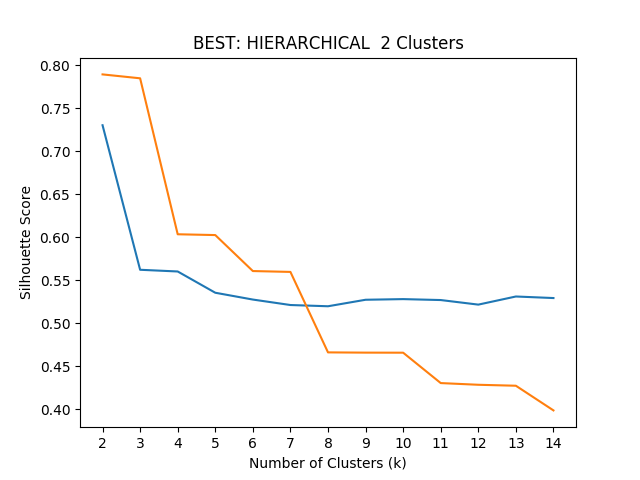 BEST: HIERARCHICAL  2 Clusters
0.80
0.75
0.70
0.65
0.60
0.55
0.50
0.45
0.40
Silhouette Score
2 3 4 5 6 7 8 9 10 11 12 13 14
Number of Clusters (k)